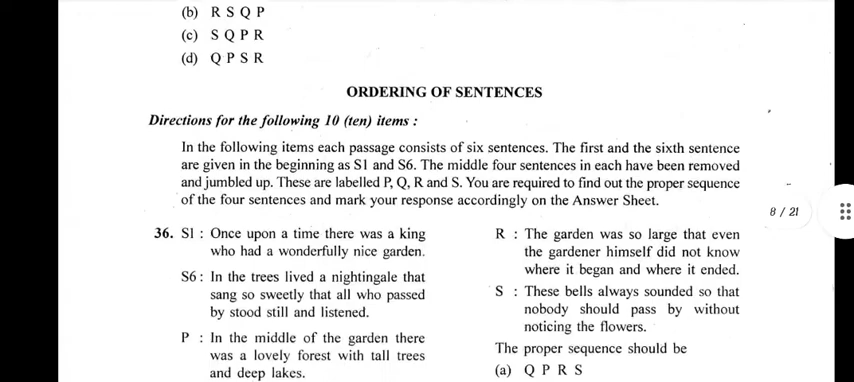 (b) R S Q P
(c) S Q P R
(d) Q P S R
ORDERING OF SENTENCES
Directions for the following 10 (ten) items :
In the following items each passage consists of six sentences. The first and the sixth sentence
are given in the beginning as S1 and S6. The middle four sentences in each have been removed
and jumbled up. These are labelled P, Q, R and S. You are required to find out the proper sequence
of the four sentences and mark your response accordingly on the Answer Sheet.
8 / 21
36. S1 : Once upon a time there was a king
who had a wonderfully nice garden.
S6 : In the trees lived a nightingale that
sang so sweetly that all who passed
by stood still and listened.
P : In the middle of the garden there
was a lovely forest with tall trees
and deep lakes.
R : The garden was so large that even
the gardener himself did not know
where it began and where it ended.
S : These bells always sounded so that
nobody should pass by without
noticing the flowers.
The proper sequence should be
(a) Q P R S